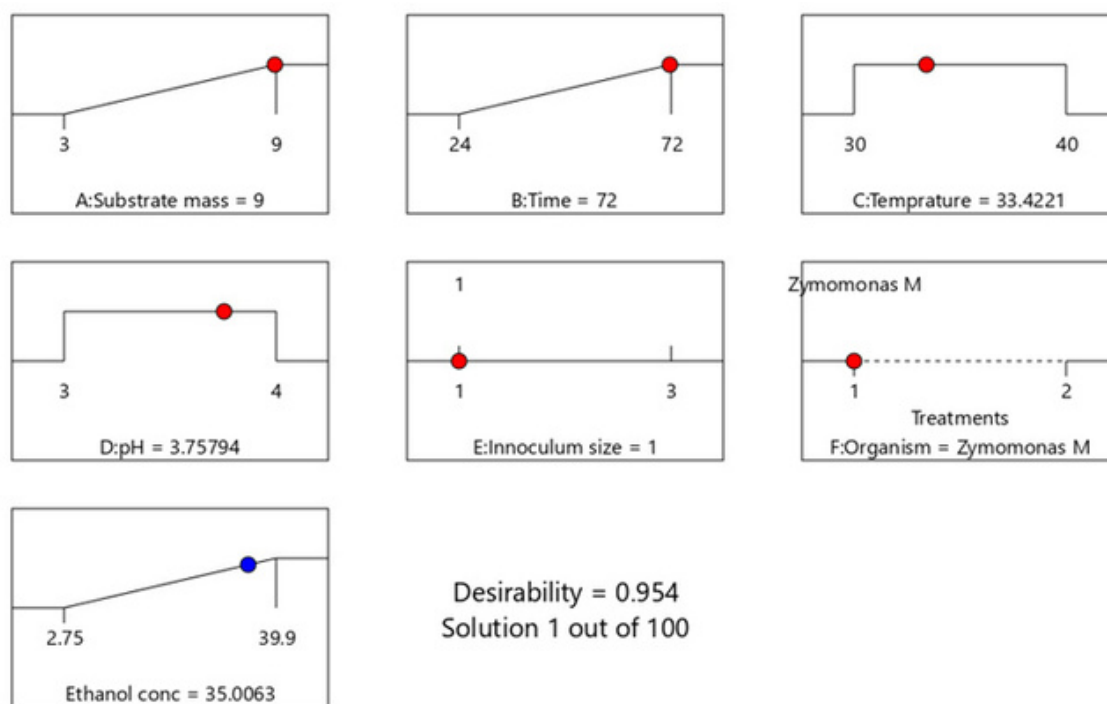 3
9
A:Substrate mass = 9
24
72
B:Time = 72
30
40
C:Temprature = 33.4221
3
4
D:pH = 3.75794
1
1
3
E:Innoculum size = 1
Zymomonas M
1
2
Treatments
F:Organism = Zymomonas M
2.75
39.9
Ethanol conc = 35.0063
Desirability = 0.954
Solution 1 out of 100